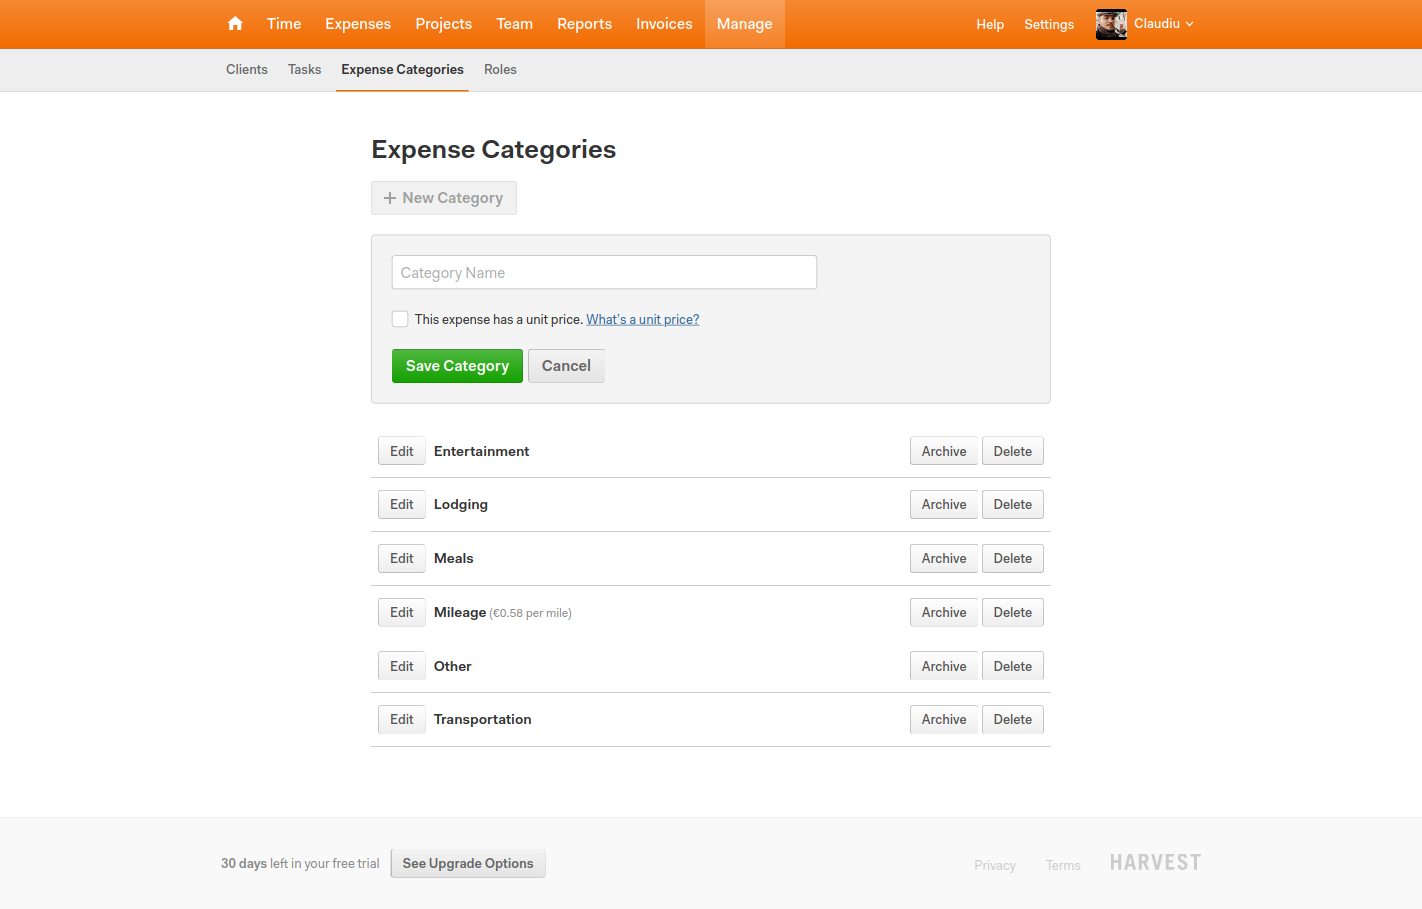 Time Expenses Projects Team Reports Invoices Manage Help Settings Claudiu
Clients Tasks Expense Categories Roles
Expense Categories
+ New Category
Category Name
This expense has a unit price. What's a unit price?
Save Category Cancel
Edit Entertainment Archive Delete
Edit Lodging Archive Delete
Edit Meals Archive Delete
Edit Mileage (€0.58 per mile) Archive Delete
Edit Other Archive Delete
Edit Transportation Archive Delete
30 days left in your free trial See Upgrade Options Privacy Terms HARVEST